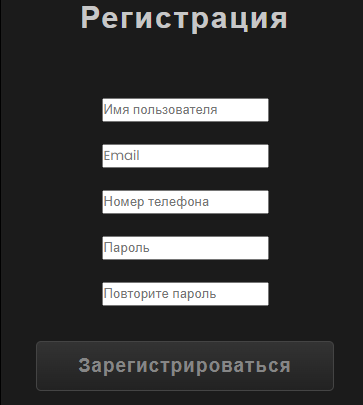 Регистрация
Имя пользователя
Email
Номер телефона
Пароль
Повторите пароль
Зарегистрироваться